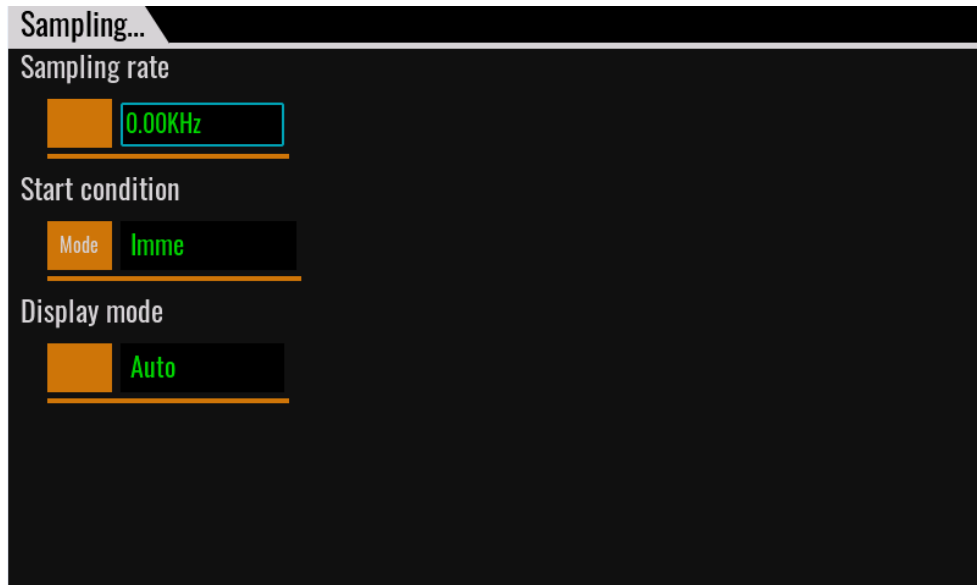 Sampling...
Sampling rate
0.00KHz
Start condition
Mode Imme
Display mode
Auto